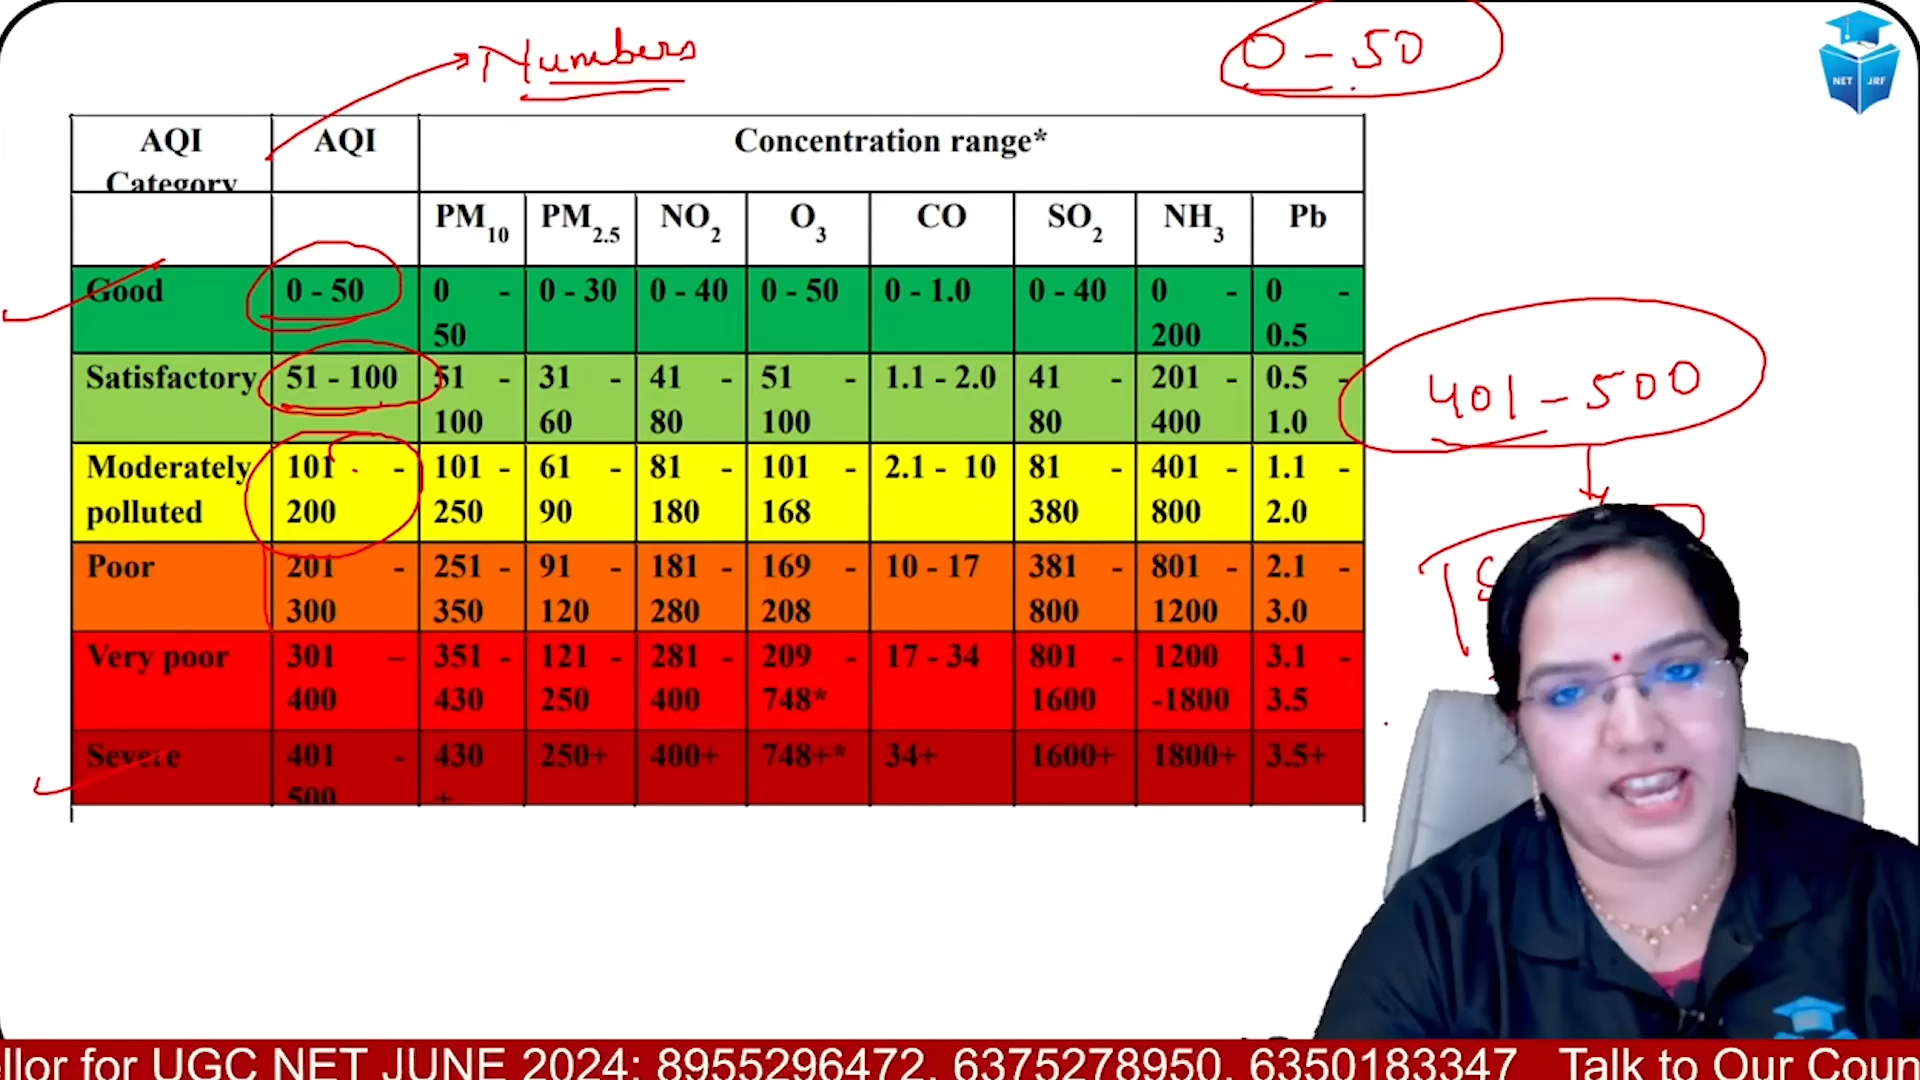 Numbers
0 - 50
NET JRF
AQI Category
AQI
Concentration range*
PM10 PM2.5 NO2 O3 CO SO2 NH3 Pb
Good 0 - 50 0 - 50 0 - 30 0 - 40 0 - 50 0 - 1.0 0 - 40 0 - 200 0 - 0.5
Satisfactory 51 - 100 51 - 100 31 - 60 41 - 80 51 - 100 1.1 - 2.0 41 - 80 201 - 400 0.5 - 1.0
401 - 500
Moderately polluted 101 - 200 101 - 250 61 - 90 81 - 180 101 - 168 2.1 - 10 81 - 380 401 - 800 1.1 - 2.0
Poor 201 - 300 251 - 350 91 - 120 181 - 280 169 - 208 10 - 17 381 - 800 801 - 1200 2.1 - 3.0
Very poor 301 – 400 351 - 430 121 - 250 281 - 400 209 - 748* 17 - 34 801 - 1600 1200 -1800 3.1 - 3.5
Severe 401 - 500 430 + 250+ 400+ 748+* 34+ 1600+ 1800+ 3.5+
llor for UGC NET JUNE 2024: 8955296472, 6375278950, 6350183347 Talk to Our Coun